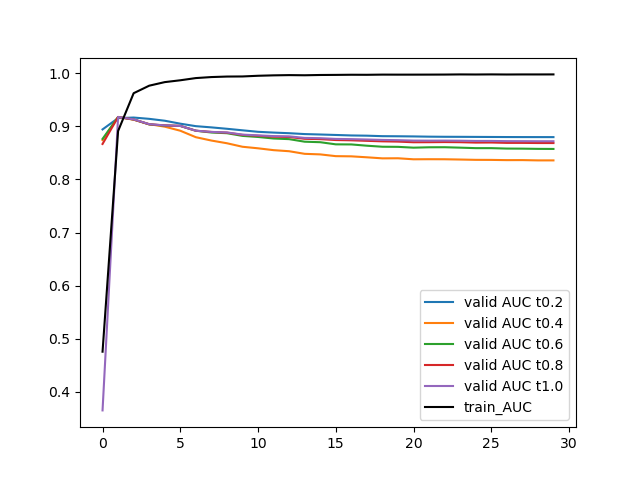 1.0
0.9
0.8
0.7
0.6
0.5
0.4
0 5 10 15 20 25 30
valid AUC t0.2
valid AUC t0.4
valid AUC t0.6
valid AUC t0.8
valid AUC t1.0
train_AUC